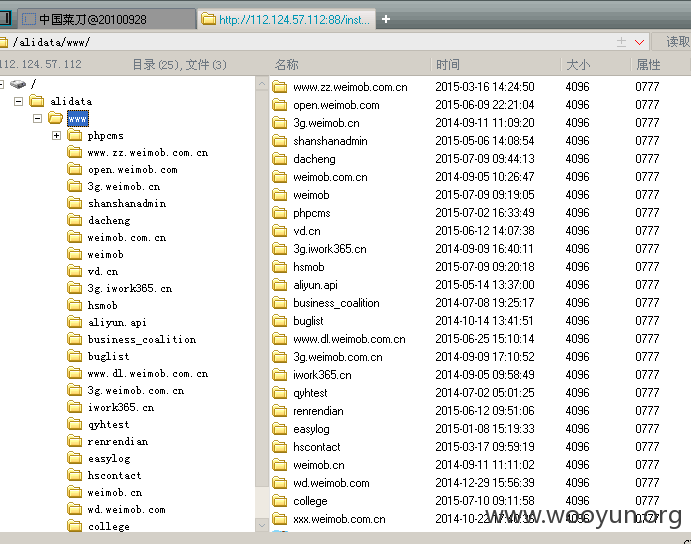 中国菜刀@20100928
http://112.124.57.112:88/inst...
+
/alidata/www/
读取
112.124.57.112
目录(25),文件(3)
名称 时间 大小 属性
/
alidata
www
phpcms
www.zz.weimob.com.cn
open.weimob.com
3g.weimob.cn
shanshanadmin
dacheng
weimob.com.cn
weimob
vd.cn
3g.iwork365.cn
hsmob
aliyun.api
business_coalition
buglist
www.dl.weimob.com.cn
3g.weimob.com.cn
iwork365.cn
qyhtest
renrendian
easylog
hscontact
weimob.cn
wd.weimob.com
college
www.zz.weimob.com.cn 2015-03-16 14:24:50 4096 0777
open.weimob.com 2015-06-09 22:21:04 4096 0777
3g.weimob.cn 2014-09-11 11:09:20 4096 0777
shanshanadmin 2015-05-06 14:08:54 4096 0777
dacheng 2015-07-09 09:44:13 4096 0777
weimob.com.cn 2014-09-05 10:26:47 4096 0777
weimob 2015-07-09 09:19:05 4096 0777
phpcms 2015-07-02 16:33:49 4096 0777
vd.cn 2015-06-12 14:07:38 4096 0777
3g.iwork365.cn 2014-09-09 16:40:11 4096 0777
hsmob 2015-07-09 09:20:18 4096 0777
aliyun.api 2015-05-14 13:37:00 4096 0777
business_coalition 2014-07-08 19:25:17 4096 0777
buglist 2014-10-14 13:41:51 4096 0777
www.dl.weimob.com.cn 2015-06-25 15:10:14 4096 0777
3g.weimob.com.cn 2014-09-09 17:10:52 4096 0777
iwork365.cn 2014-09-05 09:58:49 4096 0777
qyhtest 2014-07-02 05:01:25 4096 0777
renrendian 2015-06-12 09:51:06 4096 0777
easylog 2015-01-08 15:19:33 4096 0777
hscontact 2015-03-17 09:59:19 4096 0777
weimob.cn 2014-09-11 11:11:02 4096 0777
wd.weimob.com 2014-12-29 15:56:39 4096 0777
college 2015-07-10 09:11:58 4096 0777
xxx.weimob.com.cn 2014-10-22 17:40:36 4096 0777
www.wooyun.org